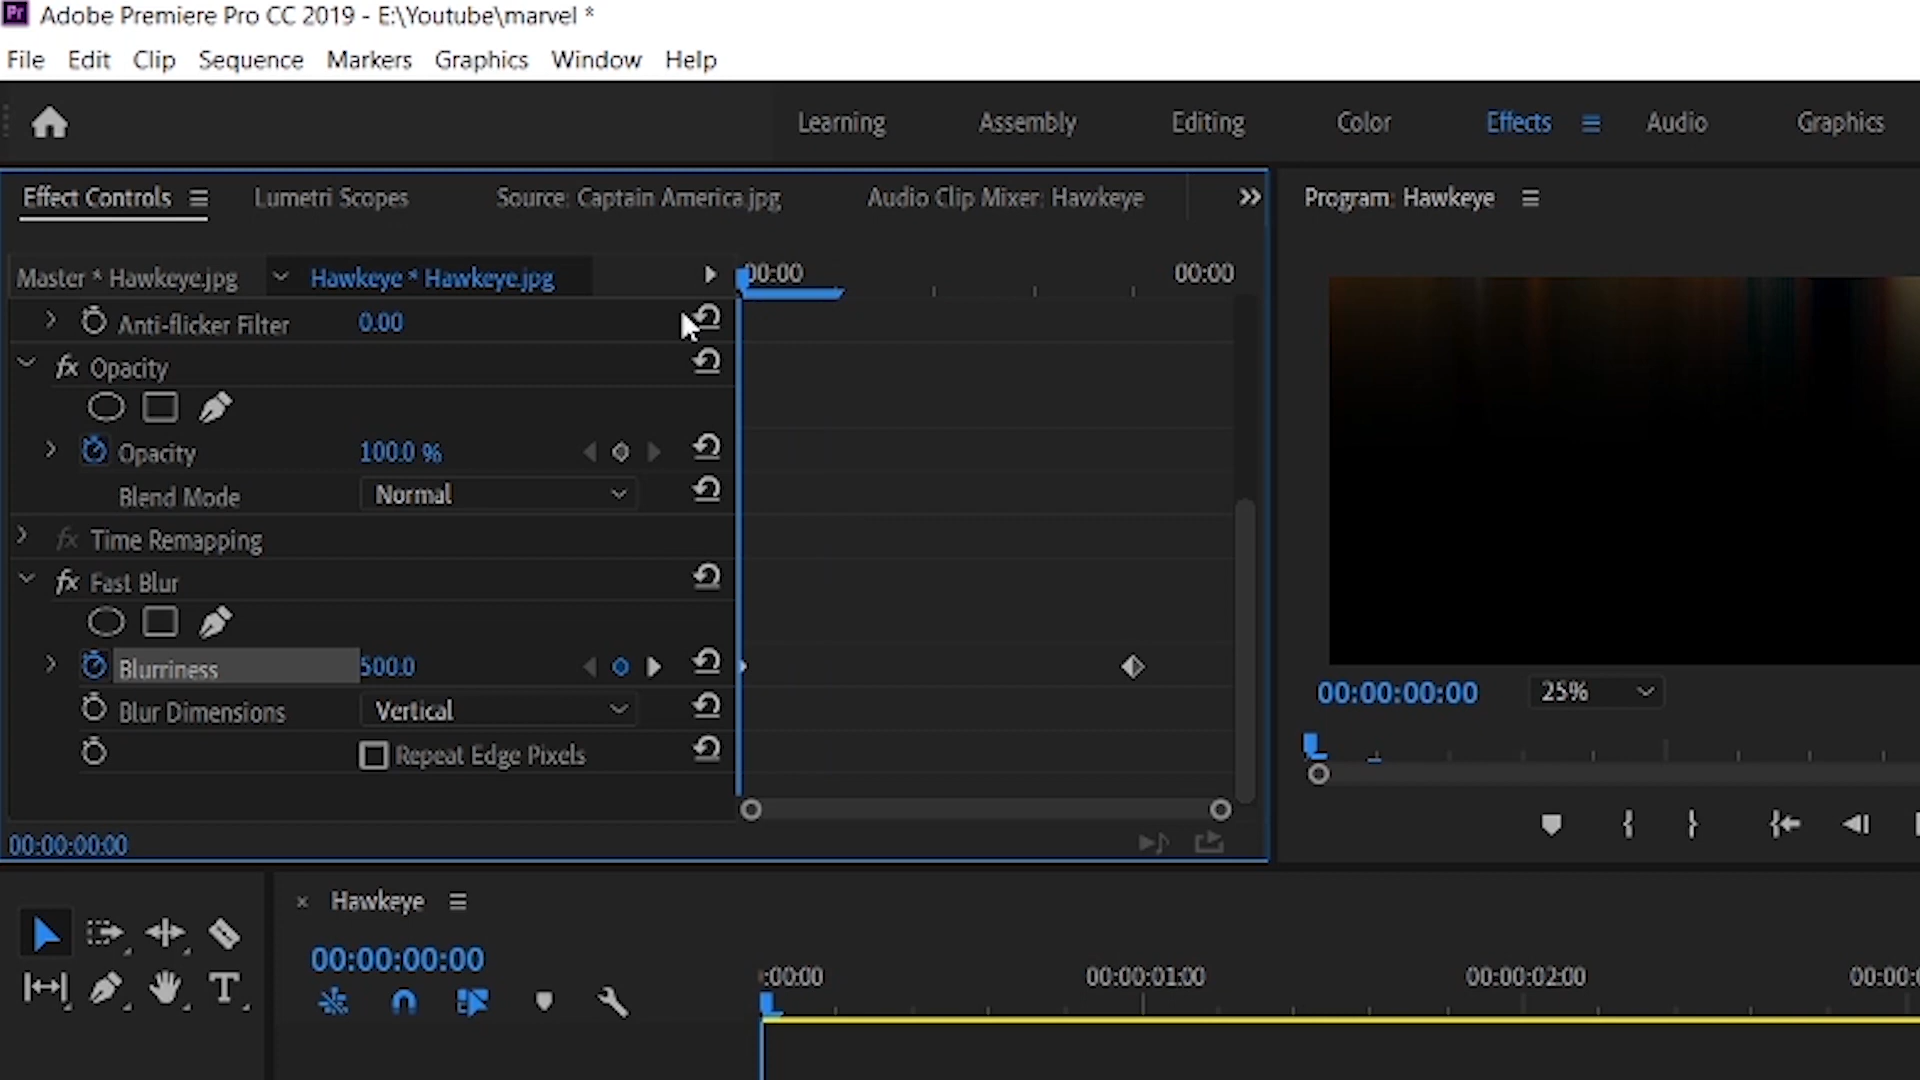 Pr Adobe Premiere Pro CC 2019 - E:\Youtube\marvel *
File Edit Clip Sequence Markers Graphics Window Help
Learning Assembly Editing Color Effects Audio Graphics
Effect Controls Lumetri Scopes Source: Captain America.jpg Audio Clip Mixer: Hawkeye Program: Hawkeye
Master * Hawkeye.jpg Hawkeye * Hawkeye.jpg 00:00 00:00
Anti-flicker Filter 0.00
fx Opacity
Opacity 100.0 %
Blend Mode Normal
fx Time Remapping
fx Fast Blur
Blurriness 500.0
00:00:00:00 25%
Blur Dimensions Vertical
Repeat Edge Pixels
00:00:00:00
× Hawkeye
00:00:00:00
:00:00 00:00:01:00 00:00:02:00